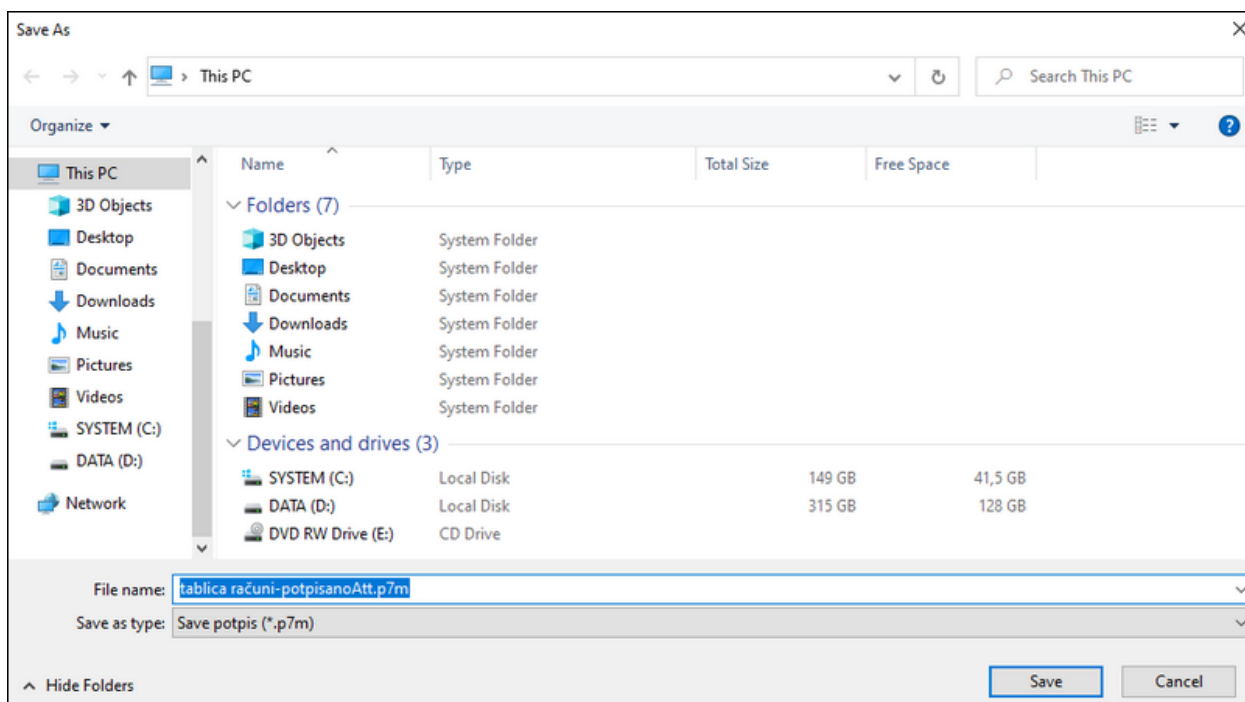 Save As
This PC
Search This PC
Organize
Name Type Total Size Free Space
This PC
3D Objects
Desktop
Documents
Downloads
Music
Pictures
Videos
SYSTEM (C:)
DATA (D:)
Network
Folders (7)
3D Objects System Folder
Desktop System Folder
Documents System Folder
Downloads System Folder
Music System Folder
Pictures System Folder
Videos System Folder
Devices and drives (3)
SYSTEM (C:) Local Disk 149 GB 41,5 GB
DATA (D:) Local Disk 315 GB 128 GB
DVD RW Drive (E:) CD Drive
File name: tablica računi-potpisanoAtt.p7m
Save as type: Save potpis (*.p7m)
Hide Folders Save Cancel